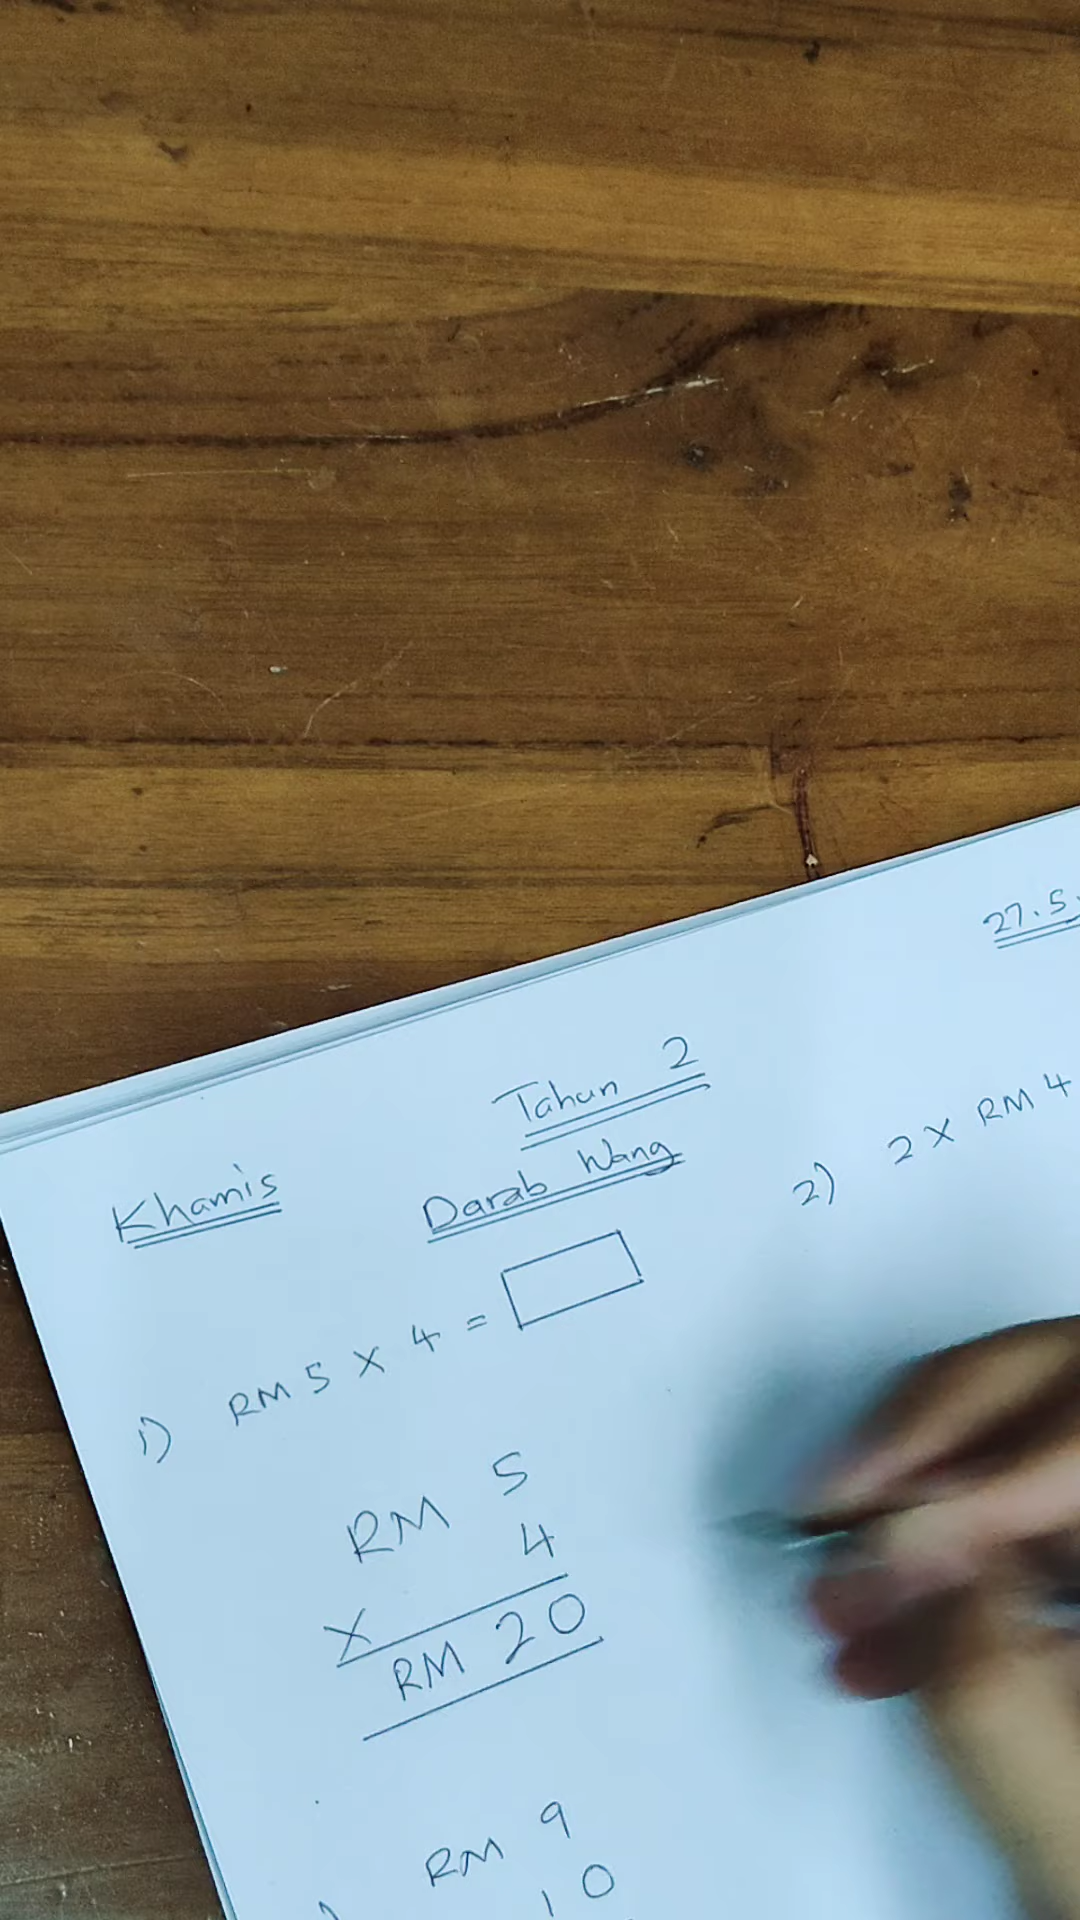 27.5.
Tahun 2
Khamis
Darab Wang
1) RM 5 × 4 =
RM 5
4
×
RM 20
2) 2 × RM 4
RM 9
10